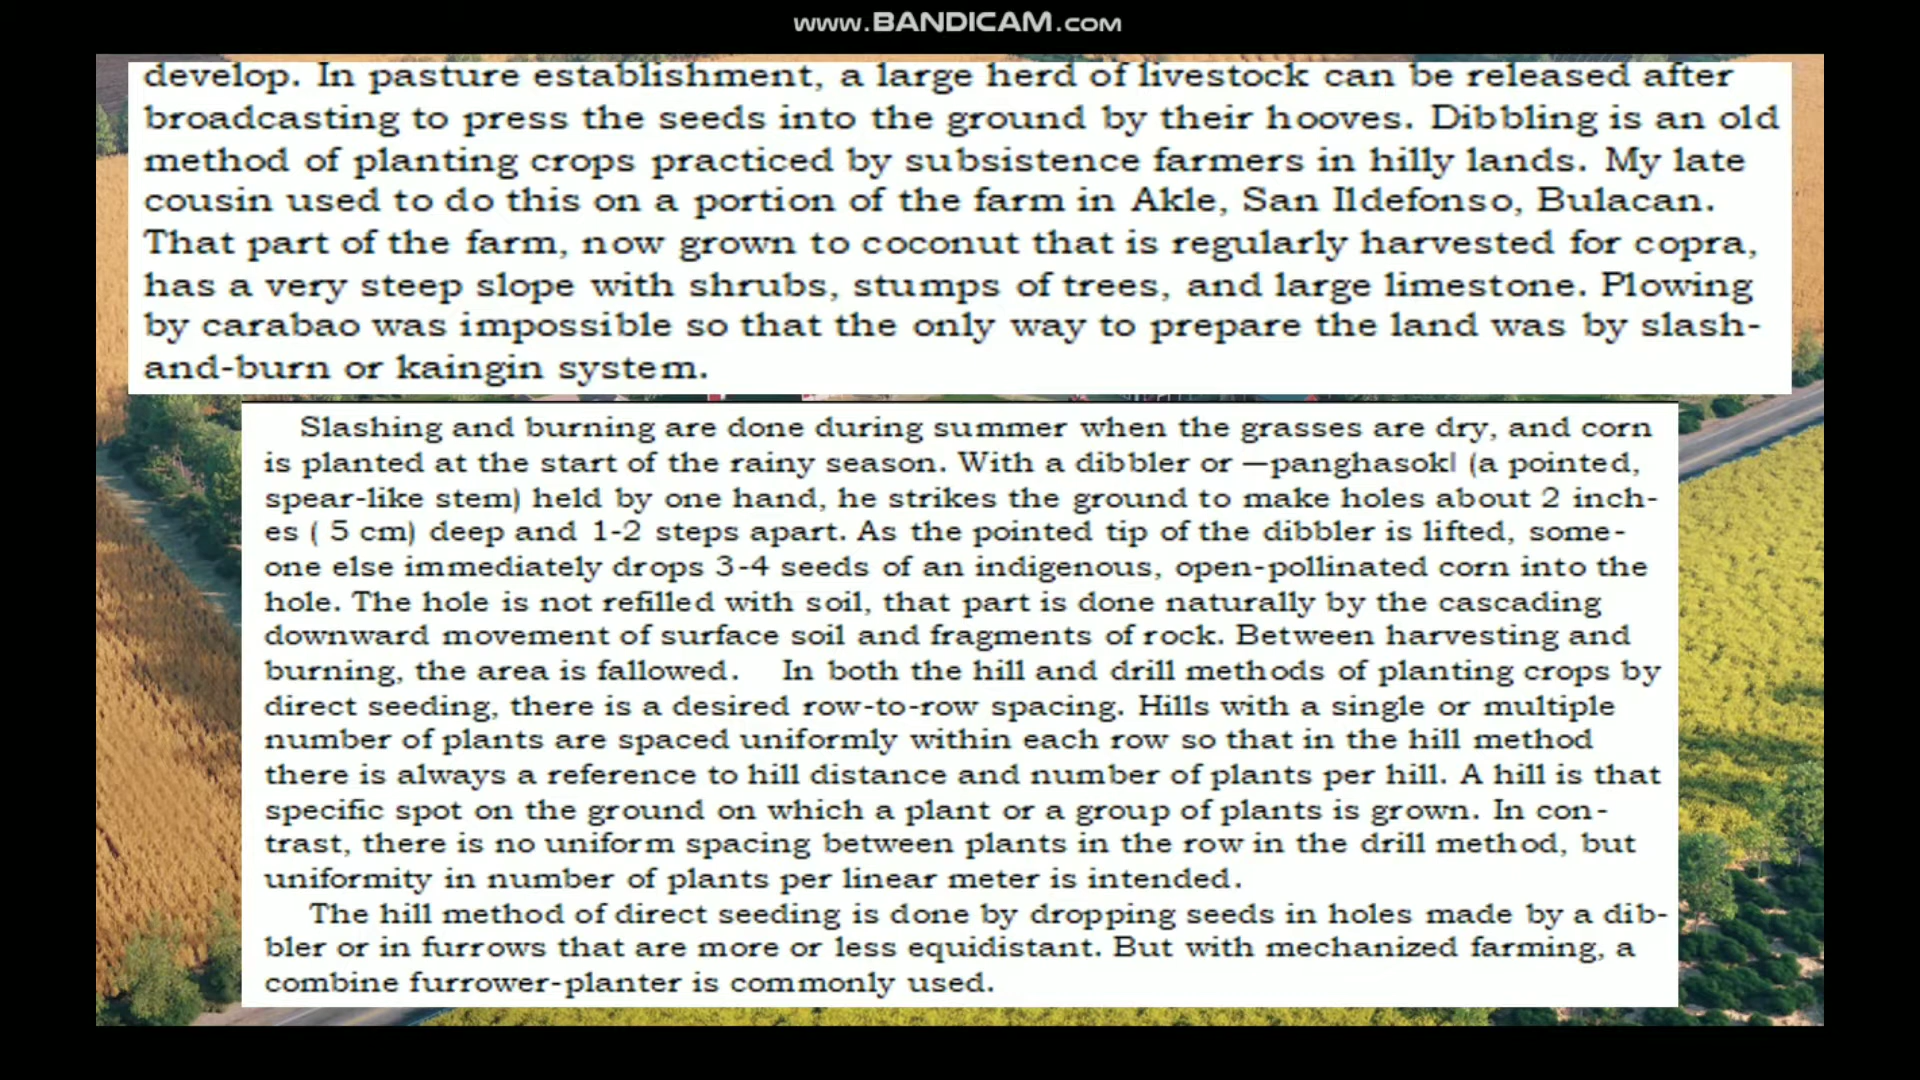 www.BANDICAM.com
develop. In pasture establishment, a large herd of livestock can be released after
broadcasting to press the seeds into the ground by their hooves. Dibbling is an old
method of planting crops practiced by subsistence farmers in hilly lands. My late
cousin used to do this on a portion of the farm in Akle, San Ildefonso, Bulacan.
That part of the farm, now grown to coconut that is regularly harvested for copra,
has a very steep slope with shrubs, stumps of trees, and large limestone. Plowing
by carabao was impossible so that the only way to prepare the land was by slash-
and-burn or kaingin system.
Slashing and burning are done during summer when the grasses are dry, and corn
is planted at the start of the rainy season. With a dibbler or ―panghasok‖ (a pointed,
spear-like stem) held by one hand, he strikes the ground to make holes about 2 inch-
es ( 5 cm) deep and 1-2 steps apart. As the pointed tip of the dibbler is lifted, some-
one else immediately drops 3-4 seeds of an indigenous, open-pollinated corn into the
hole. The hole is not refilled with soil, that part is done naturally by the cascading
downward movement of surface soil and fragments of rock. Between harvesting and
burning, the area is fallowed. In both the hill and drill methods of planting crops by
direct seeding, there is a desired row-to-row spacing. Hills with a single or multiple
number of plants are spaced uniformly within each row so that in the hill method
there is always a reference to hill distance and number of plants per hill. A hill is that
specific spot on the ground on which a plant or a group of plants is grown. In con-
trast, there is no uniform spacing between plants in the row in the drill method, but
uniformity in number of plants per linear meter is intended.
The hill method of direct seeding is done by dropping seeds in holes made by a dib-
bler or in furrows that are more or less equidistant. But with mechanized farming, a
combine furrower-planter is commonly used.